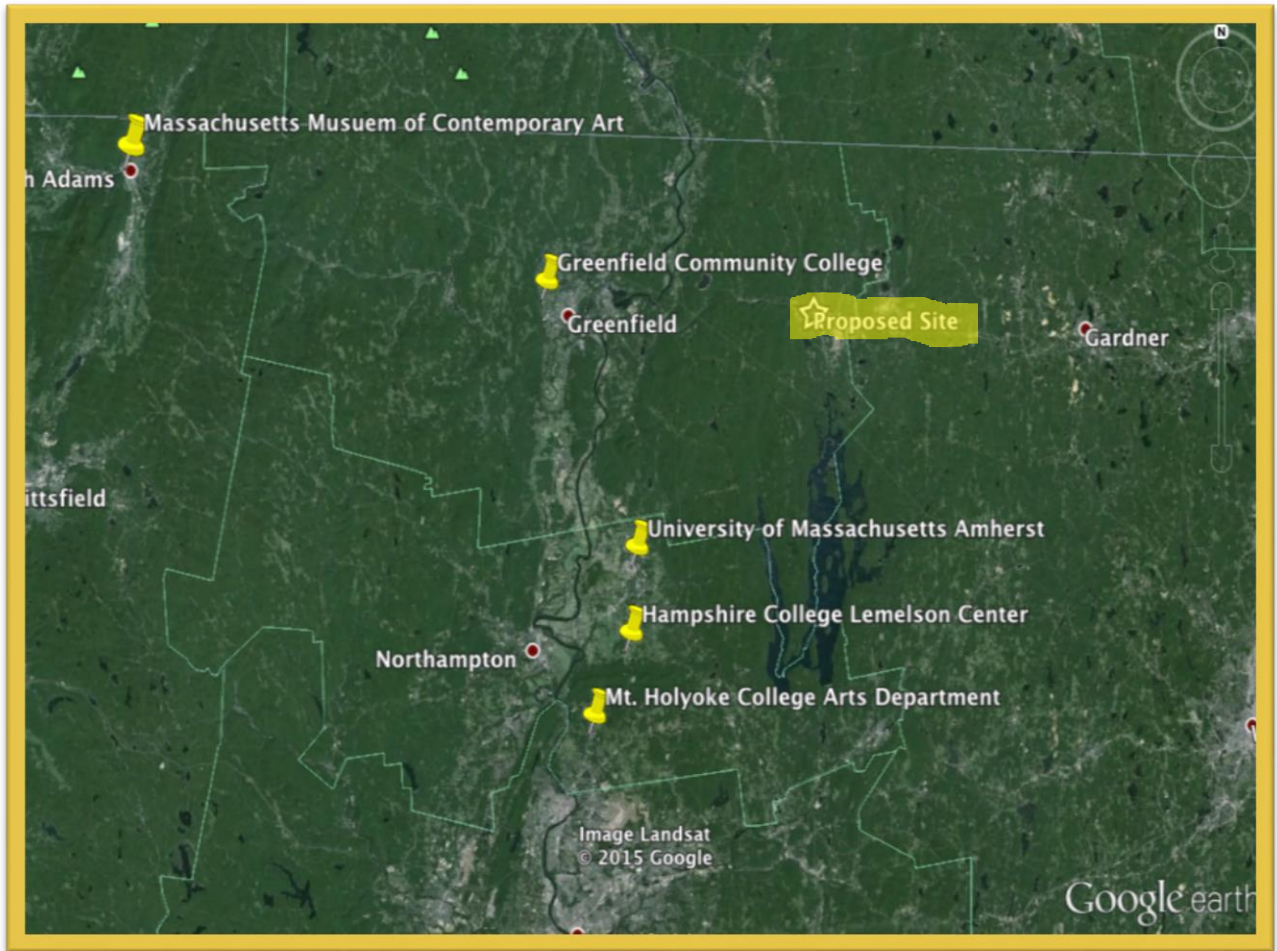 N
Massachusetts Musuem of Contemporary Art
h Adams
Greenfield Community College
Greenfield
Proposed Site
Gardner
ittsfield
University of Massachusetts Amherst
Hampshire College Lemelson Center
Northampton
Mt. Holyoke College Arts Department
Image Landsat
© 2015 Google
Google earth